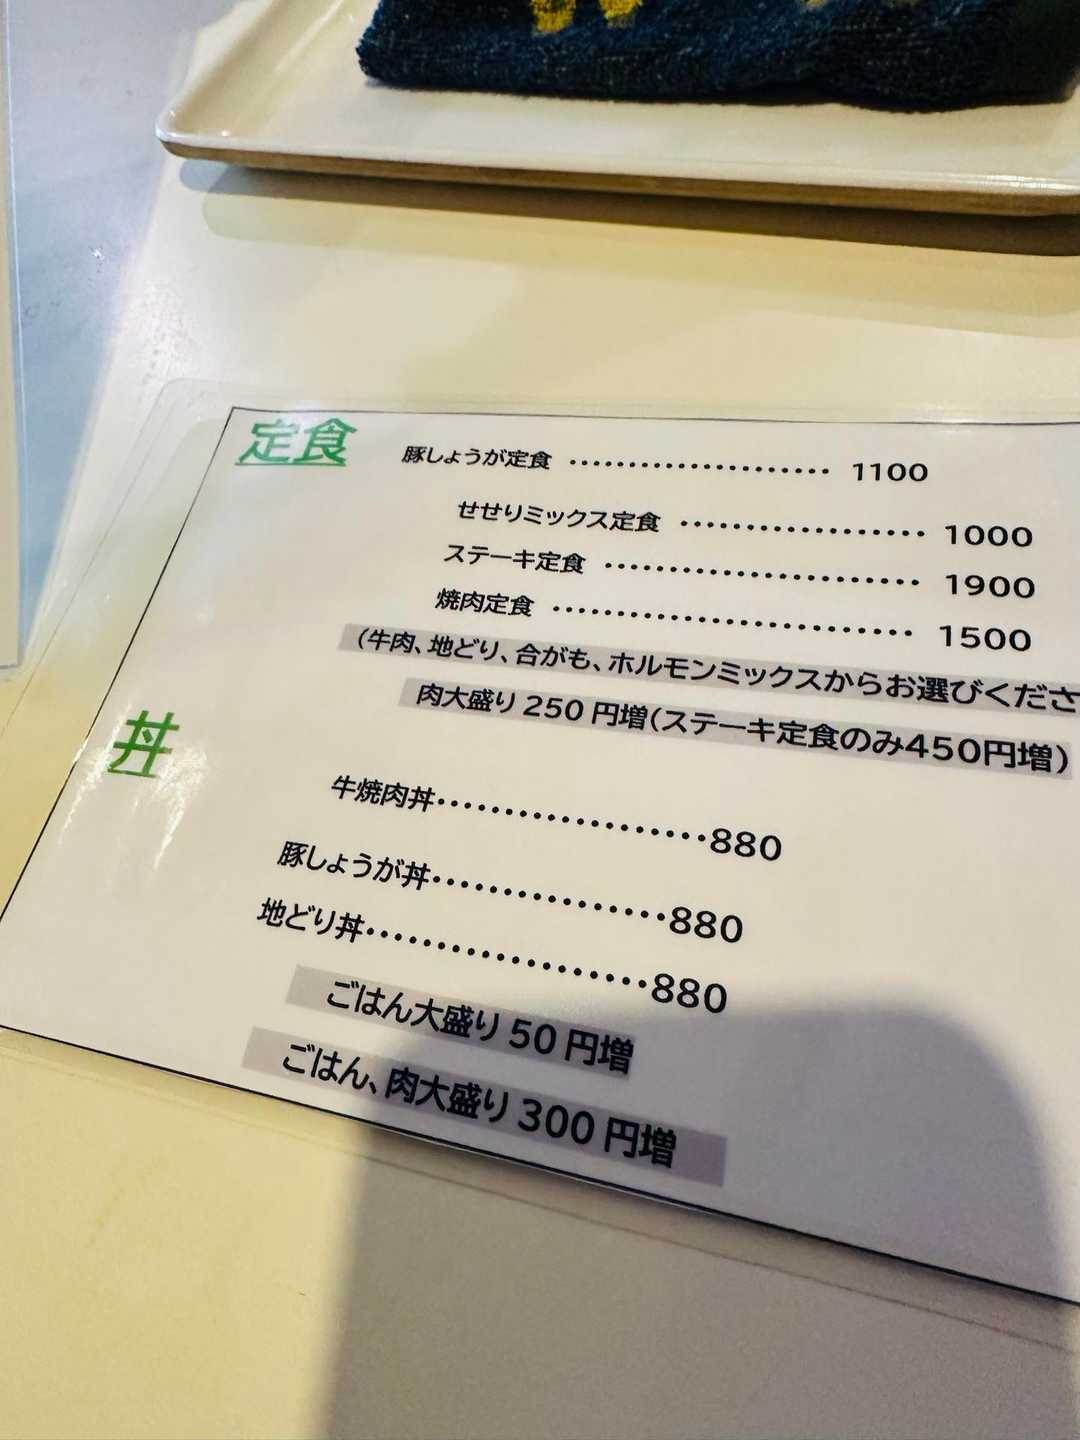 定食
豚しょうが定食 ...................... 1100
せせりミックス定食 ................... 1000
ステーキ定食 ........................ 1900
焼肉定食 ............................ 1500
(牛肉、地どり、合がも、ホルモンミックスからお選びくださ
肉大盛り 250 円増(ステーキ定食のみ450円増)
丼
牛焼肉丼....................880
豚しょうが丼.................880
地どり丼.....................880
ごはん大盛り 50 円増
ごはん、肉大盛り 300 円増